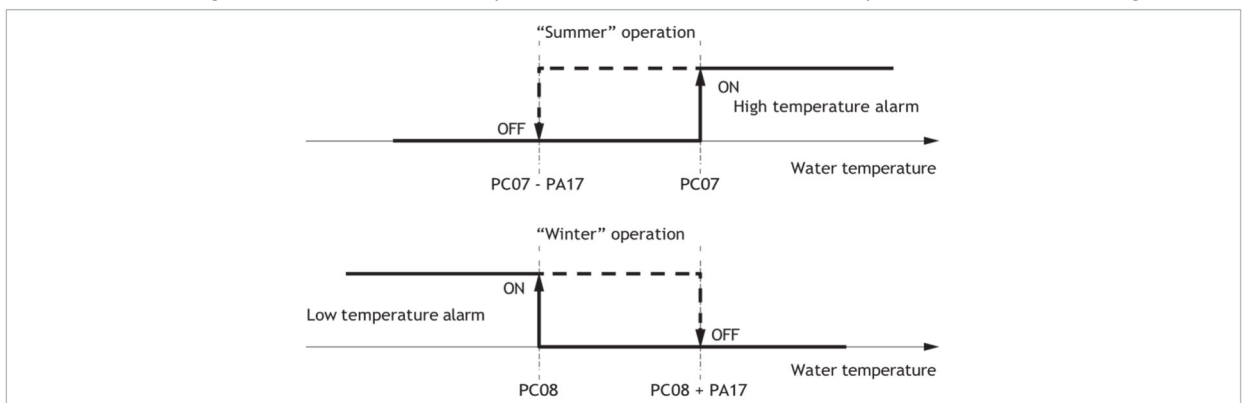 “Summer” operation
ON
High temperature alarm
OFF
Water temperature
PC07 - PA17
PC07
“Winter” operation
ON
Low temperature alarm
OFF
Water temperature
PC08
PC08 + PA17